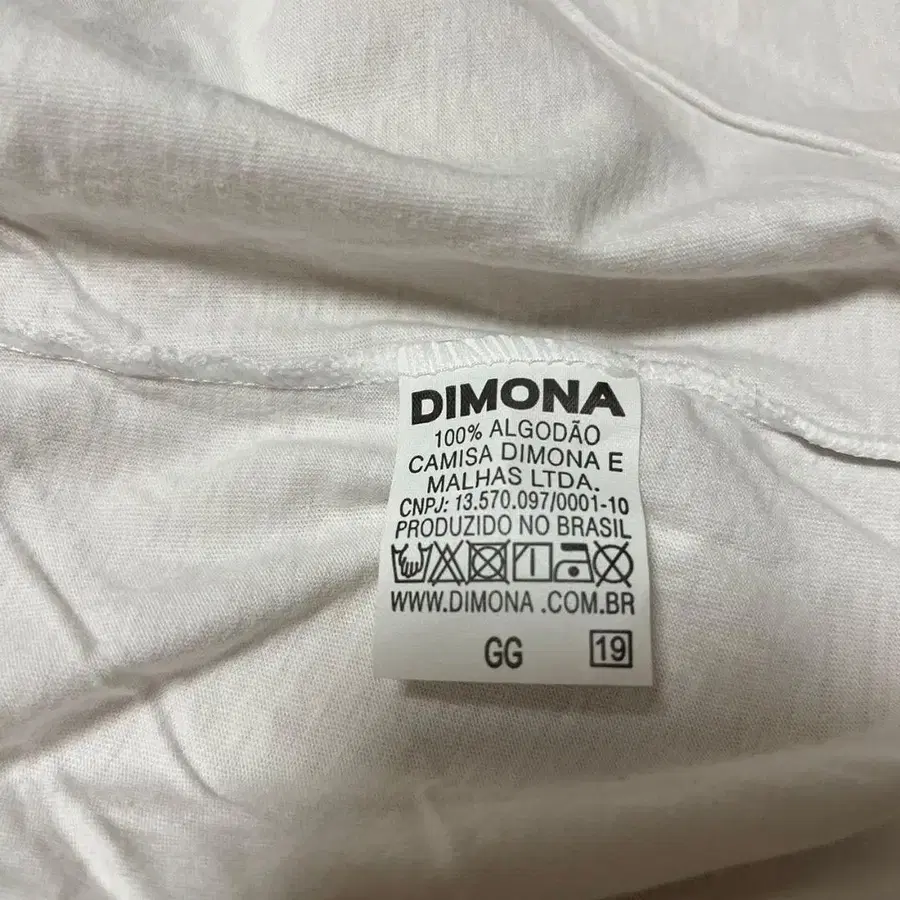 DIMONA
100% ALGODÃO
CAMISA DIMONA E
MALHAS LTDA.
CNPJ: 13.570.097/0001-10
PRODUZIDO NO BRASIL
WWW.DIMONA .COM.BR
GG 19